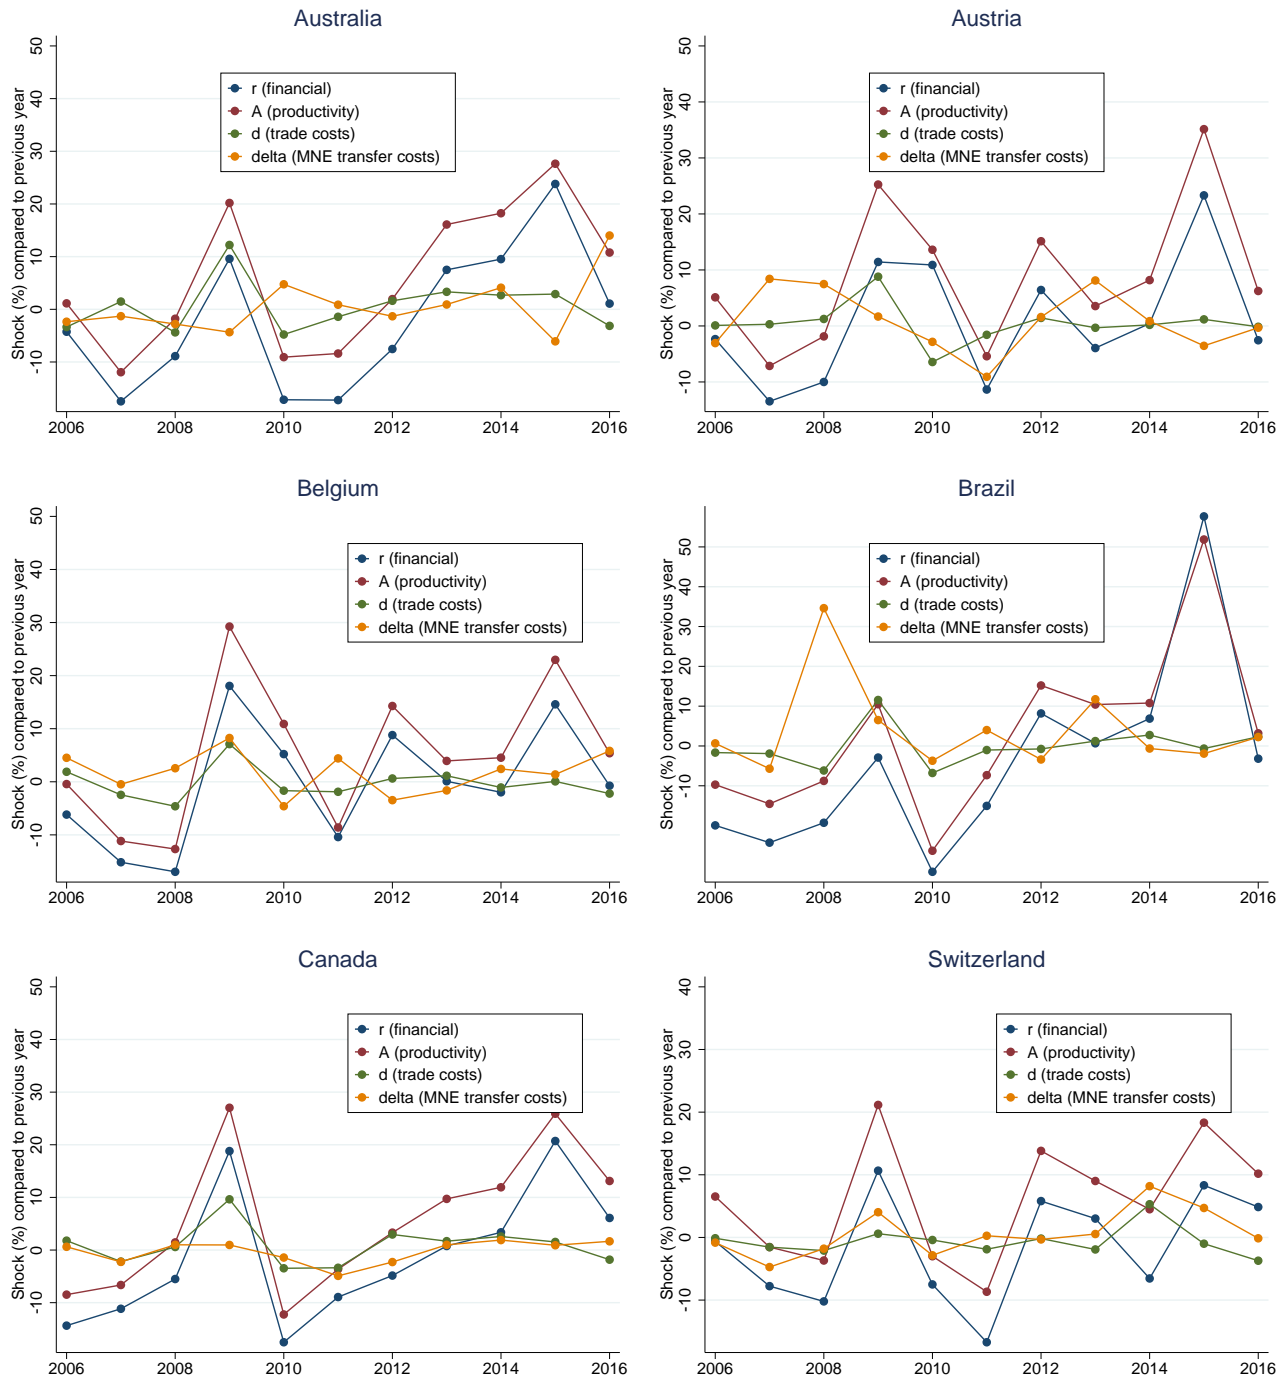 Australia
Shock (%) compared to previous year
50
40
30
20
10
0
-10
r (financial)
A (productivity)
d (trade costs)
delta (MNE transfer costs)
2006 2008 2010 2012 2014 2016
Austria
Shock (%) compared to previous year
50
40
30
20
10
0
-10
r (financial)
A (productivity)
d (trade costs)
delta (MNE transfer costs)
2006 2008 2010 2012 2014 2016
Belgium
Shock (%) compared to previous year
50
40
30
20
10
0
-10
r (financial)
A (productivity)
d (trade costs)
delta (MNE transfer costs)
2006 2008 2010 2012 2014 2016
Brazil
Shock (%) compared to previous year
50
40
30
20
10
0
-10
r (financial)
A (productivity)
d (trade costs)
delta (MNE transfer costs)
2006 2008 2010 2012 2014 2016
Canada
Shock (%) compared to previous year
50
40
30
20
10
0
-10
r (financial)
A (productivity)
d (trade costs)
delta (MNE transfer costs)
2006 2008 2010 2012 2014 2016
Switzerland
Shock (%) compared to previous year
40
30
20
10
0
-10
r (financial)
A (productivity)
d (trade costs)
delta (MNE transfer costs)
2006 2008 2010 2012 2014 2016